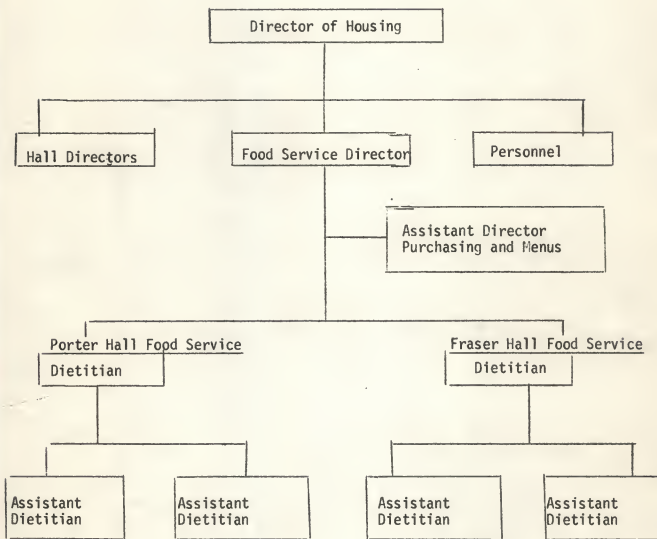 Director of Housing
Hall Directors
Food Service Director
Personnel
Assistant Director
Purchasing and Menus
Porter Hall Food Service
Dietitian
Fraser Hall Food Service
Dietitian
Assistant
Dietitian
Assistant
Dietitian
Assistant
Dietitian
Assistant
Dietitian